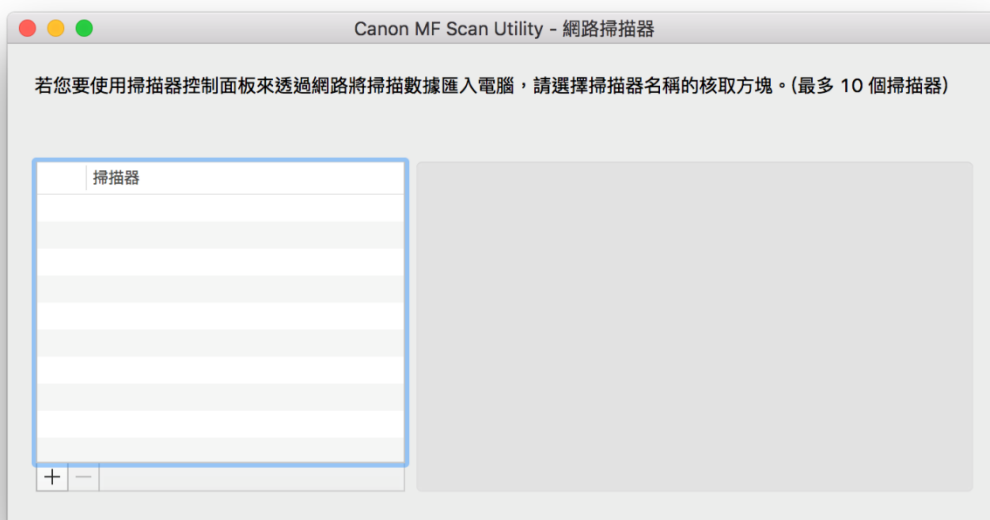 Canon MF Scan Utility - 網路掃描器
若您要使用掃描器控制面板來透過網路將掃描數據匯入電腦，請選擇掃描器名稱的核取方塊。(最多 10 個掃描器)
掃描器